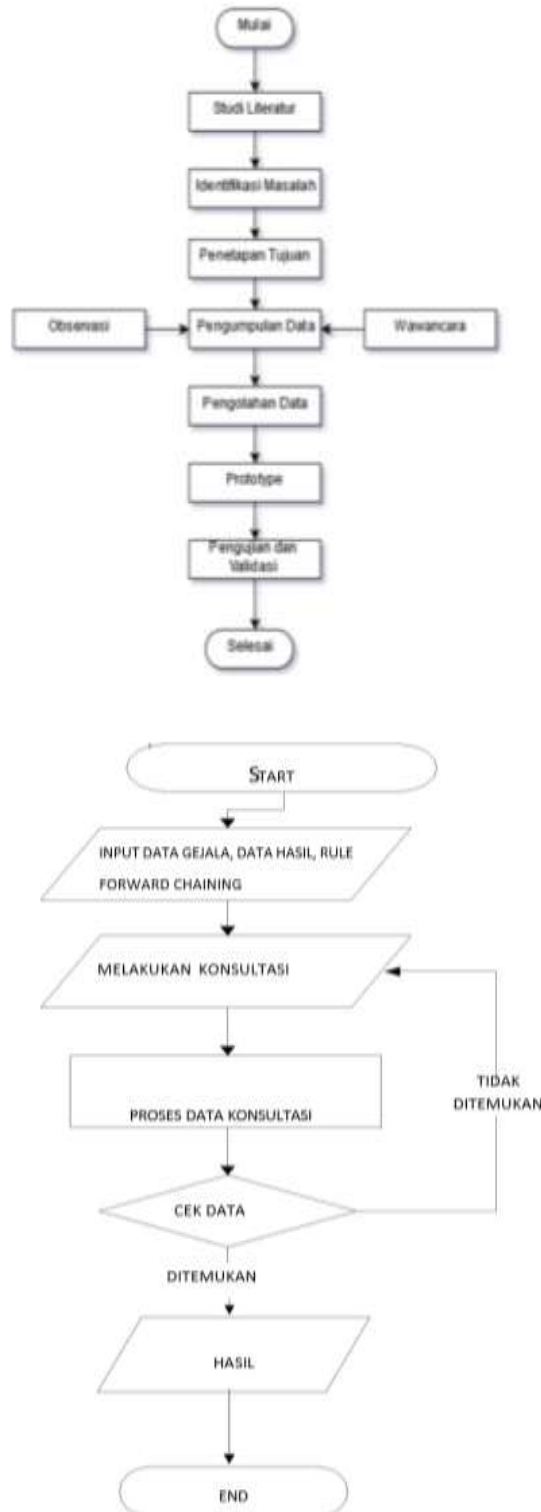 Mulai
Studi Literatur
Identifikasi Masalah
Penetapan Tujuan
Observasi
Pengumpulan Data
Wawancara
Pengolahan Data
Prototype
Pengujian dan
Validasi
Selesai
START
INPUT DATA GEJALA, DATA HASIL, RULE
FORWARD CHAINING
MELAKUKAN KONSULTASI
PROSES DATA KONSULTASI
TIDAK
DITEMUKAN
CEK DATA
DITEMUKAN
HASIL
END